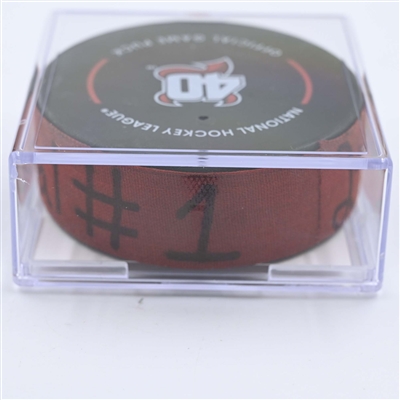 OFFICIAL GAME PUCK
40
NATIONAL HOCKEY LEAGUE®
#1